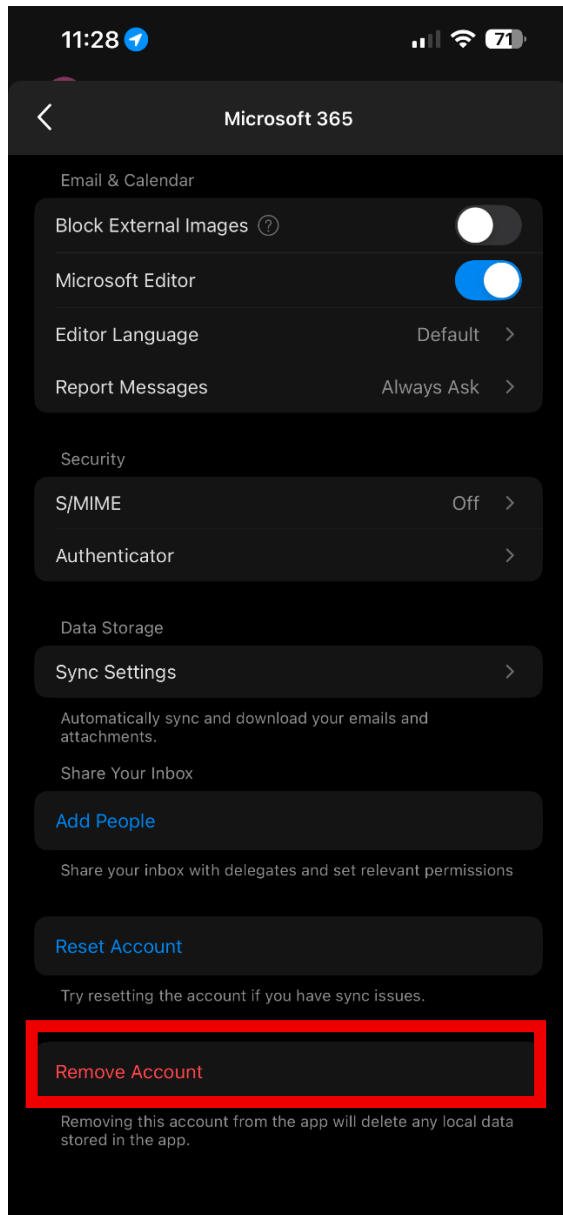 11:28
71
Microsoft 365
Email & Calendar
Block External Images ?
Microsoft Editor
Editor Language Default
Report Messages Always Ask
Security
S/MIME Off
Authenticator
Data Storage
Sync Settings
Automatically sync and download your emails and
attachments.
Share Your Inbox
Add People
Share your inbox with delegates and set relevant permissions
Reset Account
Try resetting the account if you have sync issues.
Remove Account
Removing this account from the app will delete any local data
stored in the app.